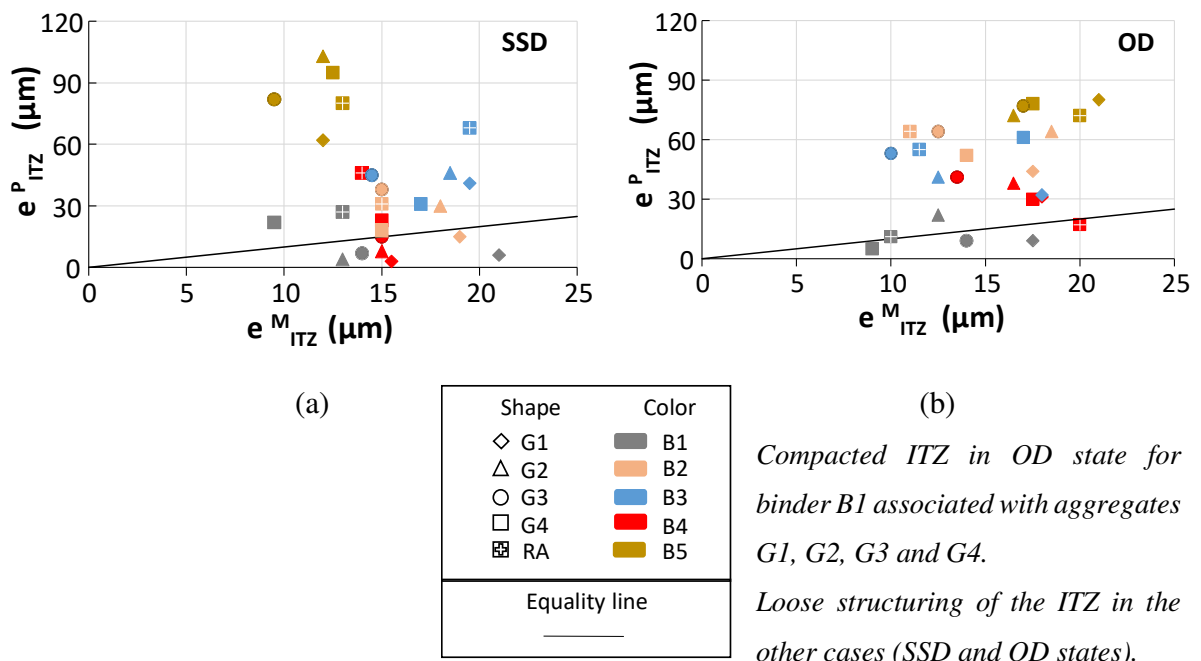 120
90
60
30
0
0
5
10
15
20
25
SSD
e P ITZ (µm)
e M ITZ (µm)
(a)
120
90
60
30
0
0
5
10
15
20
25
OD
e P ITZ (µm)
e M ITZ (µm)
(b)
Shape Color
G1 B1
G2 B2
G3 B3
G4 B4
RA B5
Equality line
Compacted ITZ in OD state for
binder B1 associated with aggregates
G1, G2, G3 and G4.
Loose structuring of the ITZ in the
other cases (SSD and OD states).